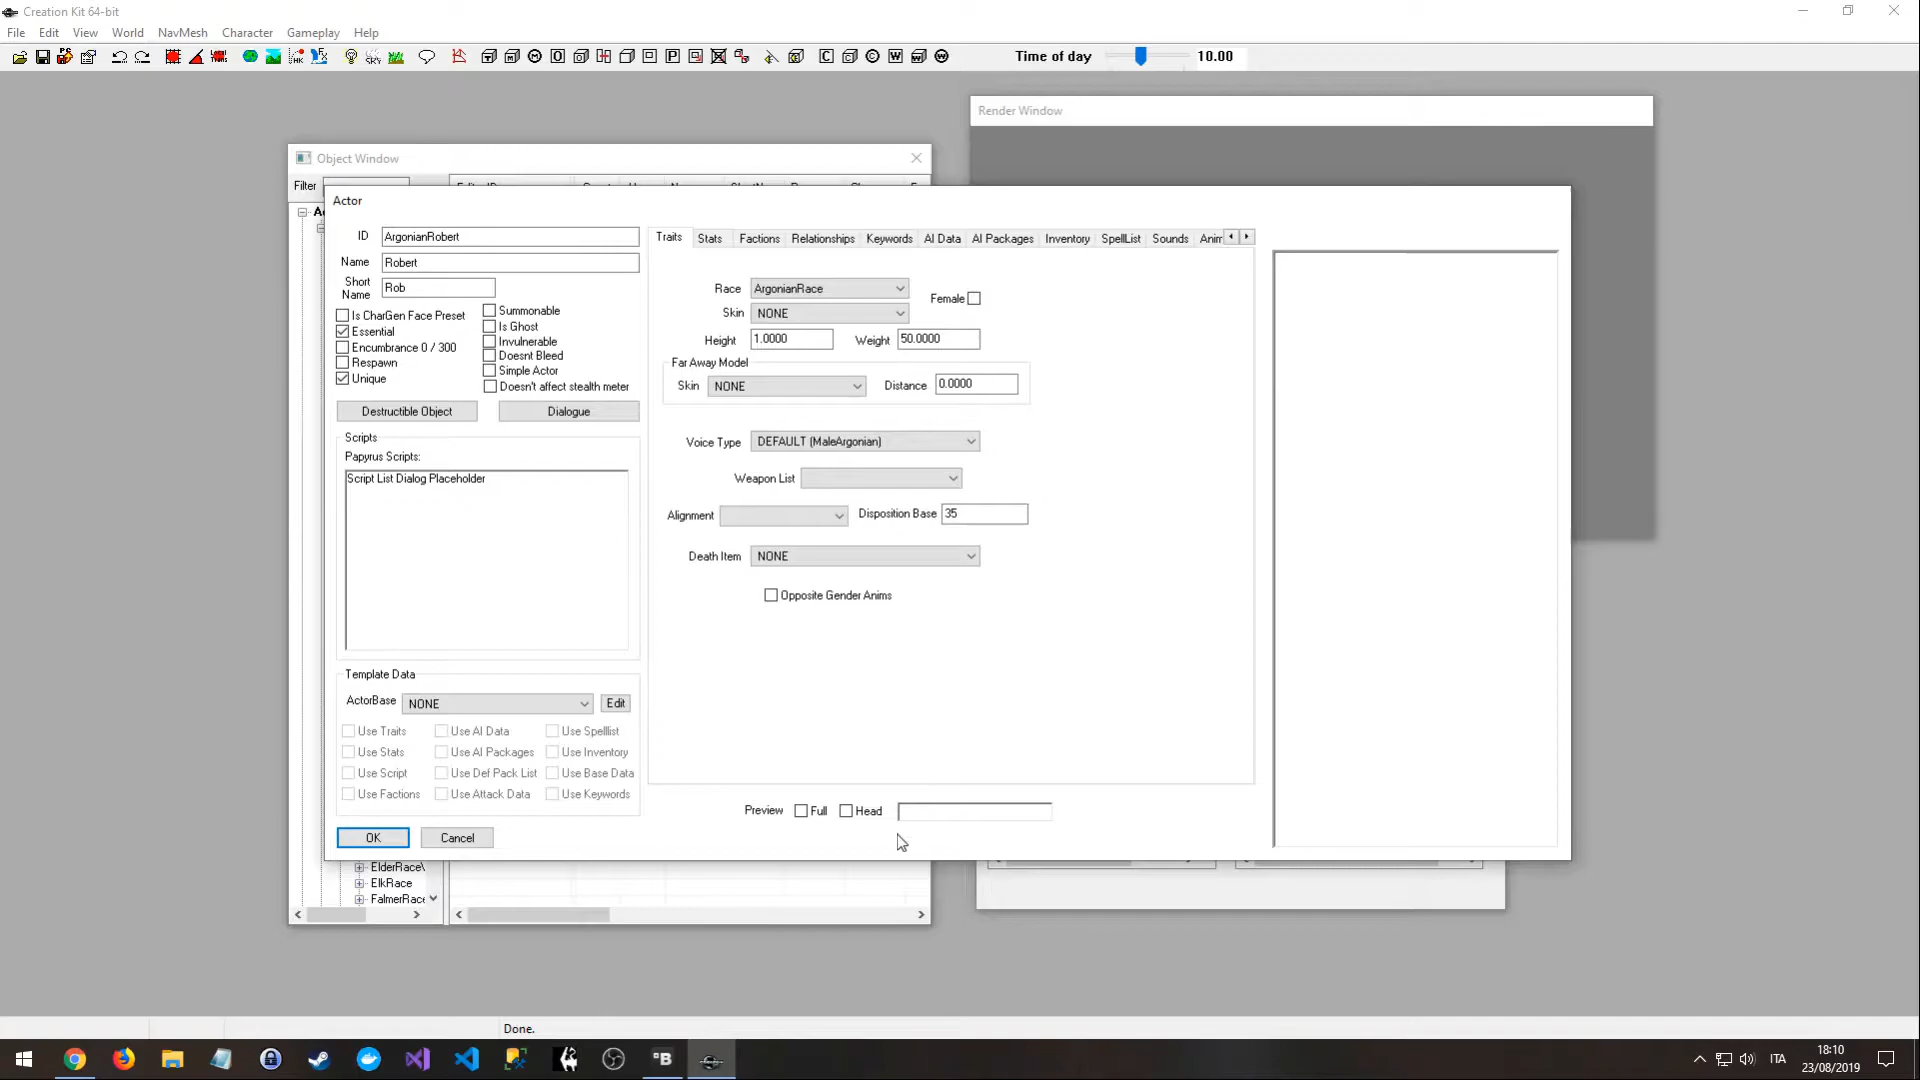 Creation Kit 64-bit
File Edit View World NavMesh Character Gameplay Help
Time of day 10.00
Render Window
Object Window
Filter
Actor
ID ArgonianRobert
Name Robert
Short Name Rob
Is CharGen Face Preset
Essential
Encumbrance 0 / 300
Respawn
Unique
Summonable
Is Ghost
Invulnerable
Doesnt Bleed
Simple Actor
Doesn't affect stealth meter
Destructible Object Dialogue
Scripts
Papyrus Scripts:
Script List Dialog Placeholder
Template Data
ActorBase NONE Edit
Use Traits Use AI Data Use Spelllist
Use Stats Use AI Packages Use Inventory
Use Script Use Def Pack List Use Base Data
Use Factions Use Attack Data Use Keywords
OK Cancel
Traits Stats Factions Relationships Keywords AI Data AI Packages Inventory SpellList Sounds Anim
Race ArgonianRace Female
Skin NONE
Height 1.0000 Weight 50.0000
Far Away Model
Skin NONE Distance 0.0000
Voice Type DEFAULT (MaleArgonian)
Weapon List
Alignment Disposition Base 35
Death Item NONE
Opposite Gender Anims
Preview Full Head
ElderRace\
ElkRace
FalmerRace
Done.
ITA
18:10
23/08/2019